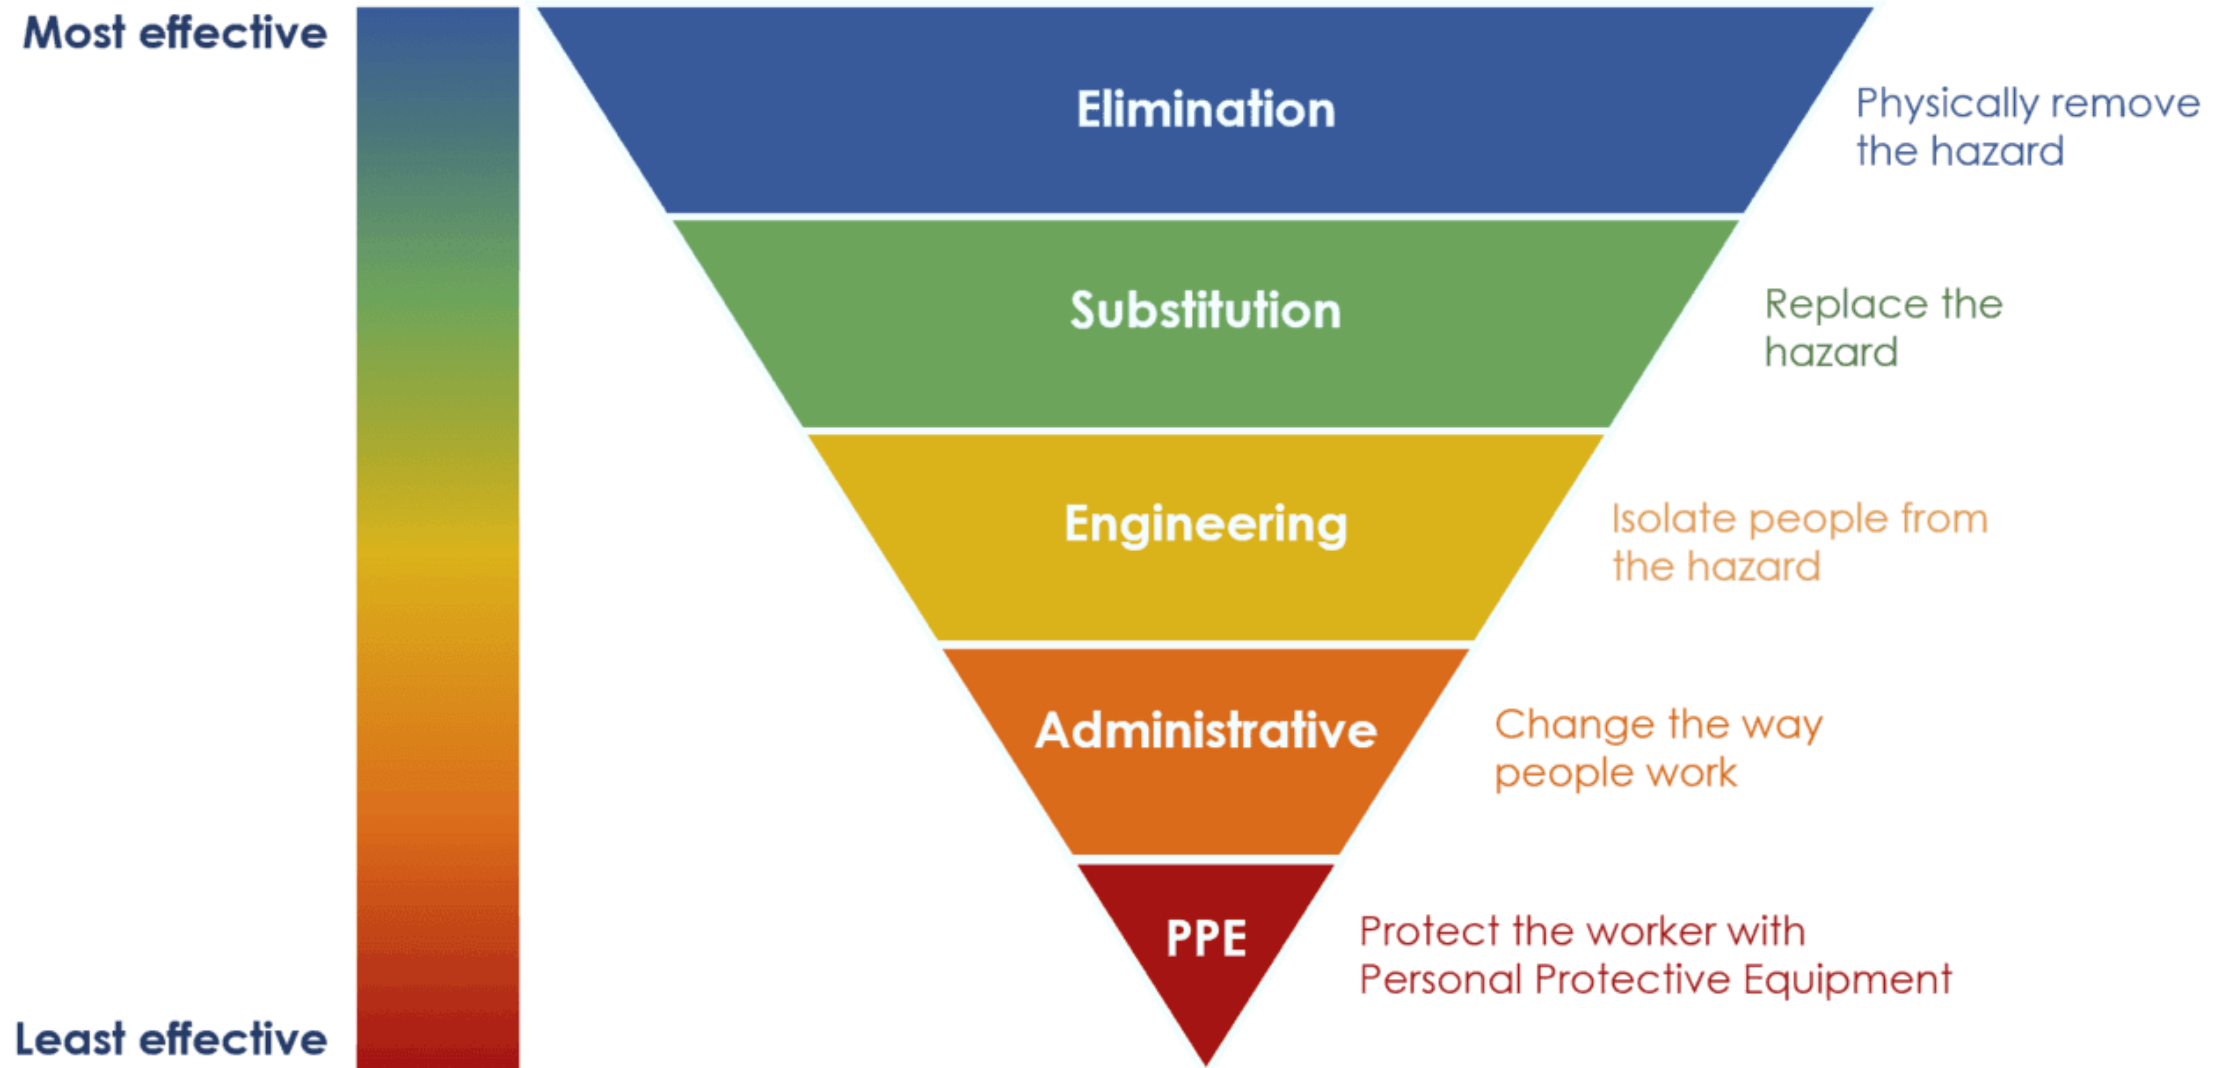 Most effective
Elimination
Physically remove
the hazard
Substitution
Replace the
hazard
Engineering
Isolate people from
the hazard
Administrative
Change the way
people work
PPE
Protect the worker with
Personal Protective Equipment
Least effective